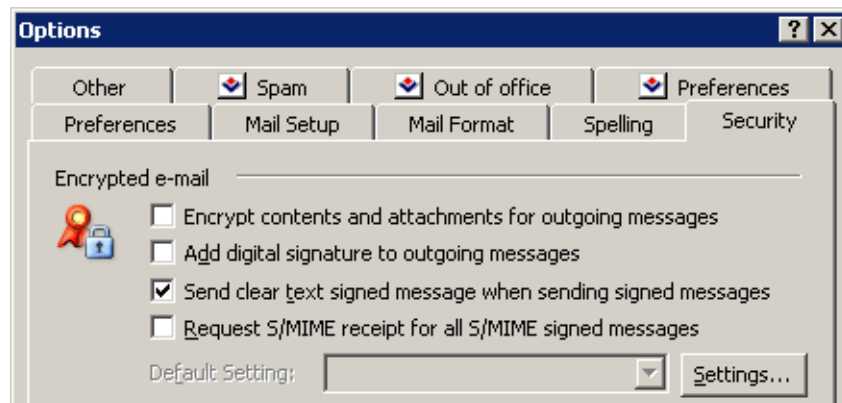 Options
Other Spam Out of office Preferences
Preferences Mail Setup Mail Format Spelling Security
Encrypted e-mail
Encrypt contents and attachments for outgoing messages
Add digital signature to outgoing messages
Send clear text signed message when sending signed messages
Request S/MIME receipt for all S/MIME signed messages
Default Setting: Settings...